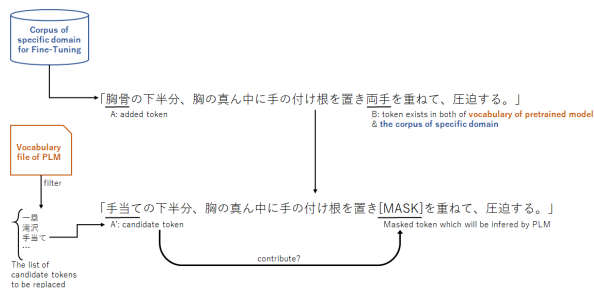 Corpus of
specific domain
for Fine-Tuning
「胸骨の下半分、胸の真ん中に手の付け根を置き両手を重ねて、圧迫する。」
A: added token
B: token exists in both of vocabulary of pretrained model
& the corpus of specific domain
Vocabulary
file of PLM
filter
「手当ての下半分、胸の真ん中に手の付け根を置き[MASK]を重ねて、圧迫する。」
A': candidate token
Masked token which will be infered by PLM
一塁
滝沢
手当て
…
The list of
candidate tokens
to be replaced
contribute?